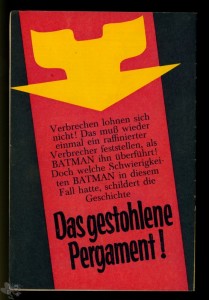 Verbrechen lohnen sich
nicht! Das muß wieder
einmal ein raffinierter
Verbrecher feststellen, als
BATMAN ihn überführt!
Doch welche Schwierigkei-
ten BATMAN in diesem
Fall hatte, schildert die
Geschichte
Das gestohlene
Pergament!